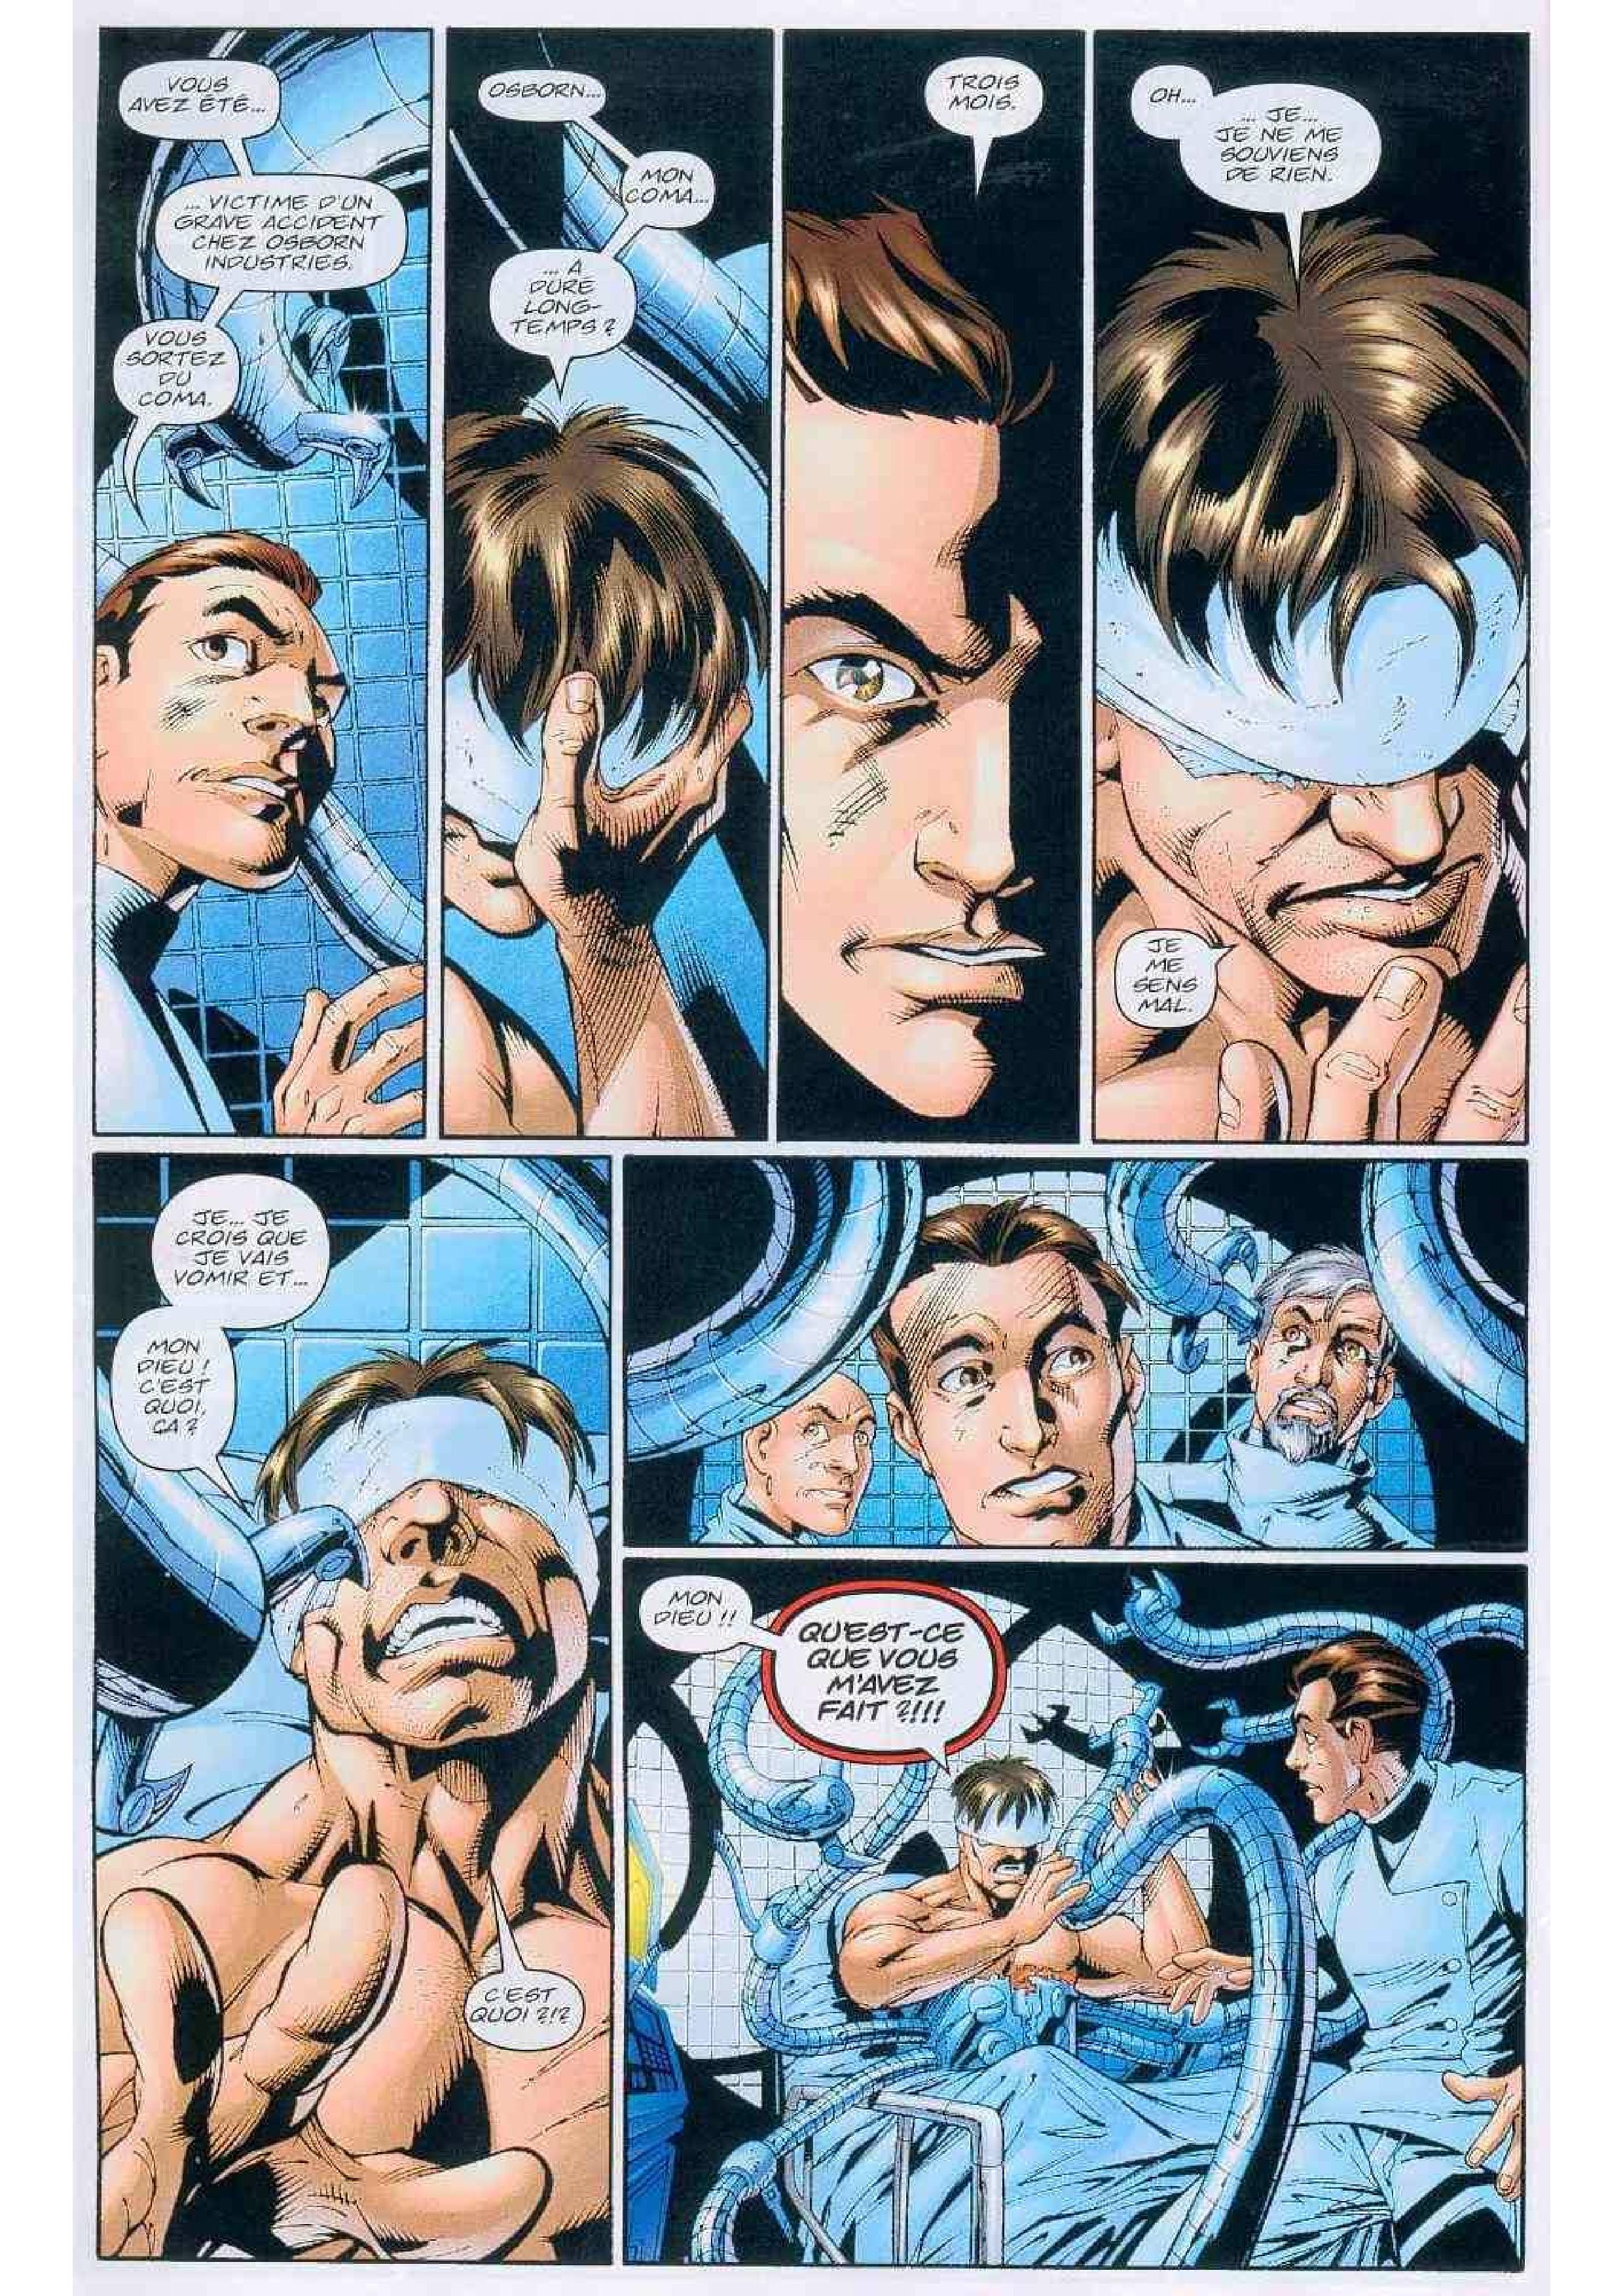 VOUS
AVEZ ÉTÉ...
... VICTIME D'UN
GRAVE ACCIDENT
CHEZ OSBORN
INDUSTRIES.
VOUS
SORTEZ
DU
COMA.
OSBORN...
MON
COMA...
... A
DURÉ
LONG-
TEMPS ?
TROIS
MOIS.
OH...
... JE...
JE NE ME
SOUVIENS
DE RIEN.
JE
ME
SENS
MAL.
JE... JE
CROIS QUE
JE VAIS
VOMIR ET...
MON
DIEU !
C'EST
QUOI,
ÇA ?
C'EST
QUOI ?!?
MON
DIEU !!
QU'EST-CE
QUE VOUS
M'AVEZ
FAIT ?!!!